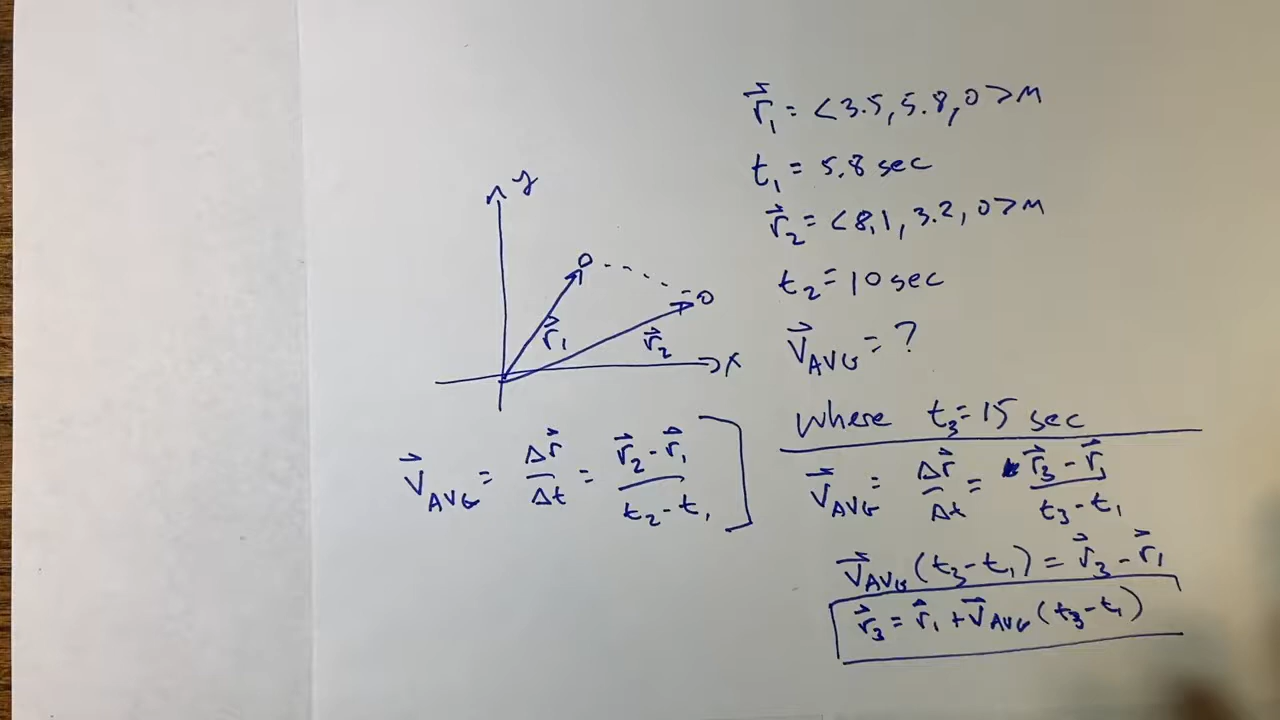 r⃗₁ = <3.5, 5.8, 0> m
t₁ = 5.8 sec
r⃗₂ = <8.1, 3.2, 0> m
t₂ = 10 sec
v⃗AVG = ?
where t₃ = 15 sec
y
r⃗₁
r⃗₂
x
v⃗AVG = Δr⃗/Δt = (r⃗₂ - r⃗₁)/(t₂ - t₁)
v⃗AVG = Δr⃗/Δt = (r⃗₃ - r⃗₁)/(t₃ - t₁)
v⃗AVG (t₃ - t₁) = r⃗₃ - r⃗₁
r⃗₃ = r⃗₁ + v⃗AVG (t₃ - t₁)